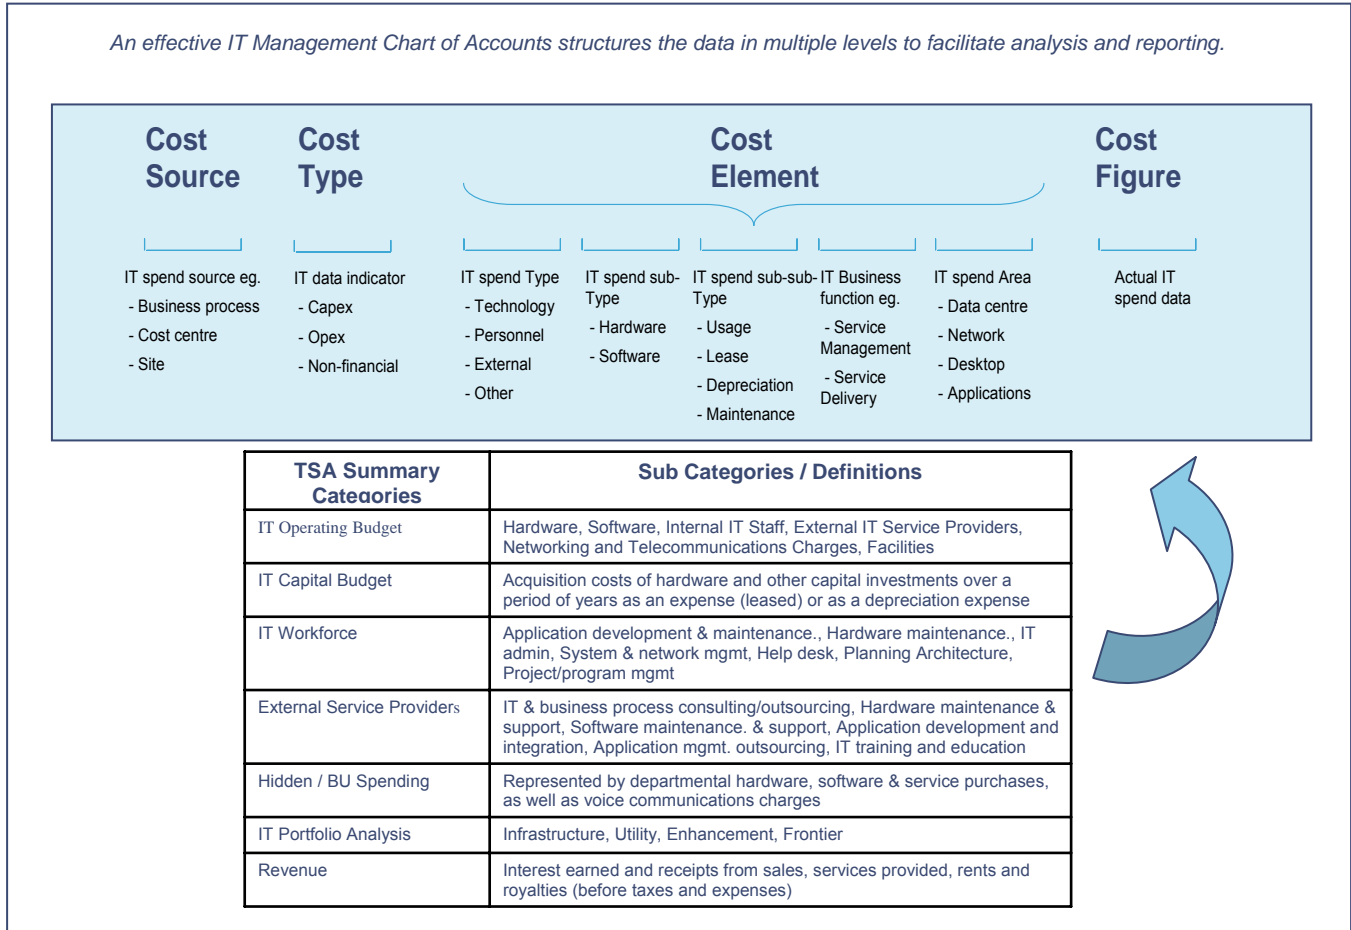 An effective IT Management Chart of Accounts structures the data in multiple levels to facilitate analysis and reporting.
Cost
Source
Cost
Type
Cost
Element
Cost
Figure
IT spend source eg.
- Business process
- Cost centre
- Site
IT data indicator
- Capex
- Opex
- Non-financial
IT spend Type
- Technology
- Personnel
- External
- Other
IT spend sub-
Type
- Hardware
- Software
IT spend sub-sub-
Type
- Usage
- Lease
- Depreciation
- Maintenance
IT Business
function eg.
- Service
Management
- Service
Delivery
IT spend Area
- Data centre
- Network
- Desktop
- Applications
Actual IT
spend data
TSA Summary
Categories
Sub Categories / Definitions
IT Operating Budget
Hardware, Software, Internal IT Staff, External IT Service Providers,
Networking and Telecommunications Charges, Facilities
IT Capital Budget
Acquisition costs of hardware and other capital investments over a
period of years as an expense (leased) or as a depreciation expense
IT Workforce
Application development & maintenance., Hardware maintenance., IT
admin, System & network mgmt, Help desk, Planning Architecture,
Project/program mgmt
External Service Providers
IT & business process consulting/outsourcing, Hardware maintenance &
support, Software maintenance. & support, Application development and
integration, Application mgmt. outsourcing, IT training and education
Hidden / BU Spending
Represented by departmental hardware, software & service purchases,
as well as voice communications charges
IT Portfolio Analysis
Infrastructure, Utility, Enhancement, Frontier
Revenue
Interest earned and receipts from sales, services provided, rents and
royalties (before taxes and expenses)